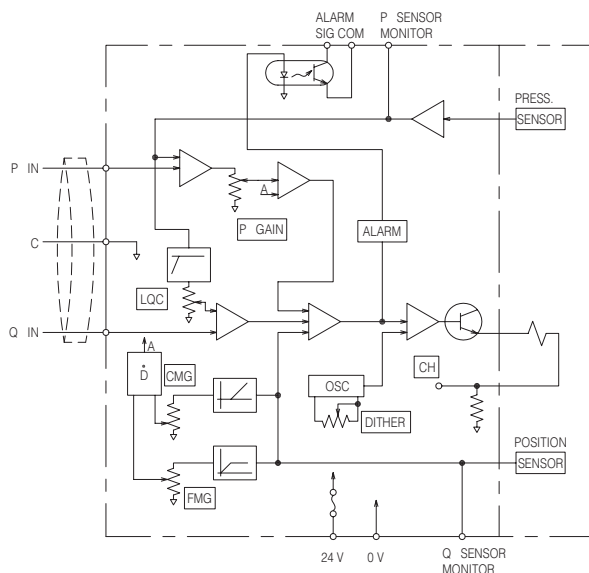 ALARM
SIG COM
P SENSOR
MONITOR
PRESS.
SENSOR
P IN
A
P GAIN
ALARM
C
LQC
Q IN
A
D
CMG
OSC
CH
DITHER
POSITION
SENSOR
FMG
24 V
0 V
Q SENSOR
MONITOR